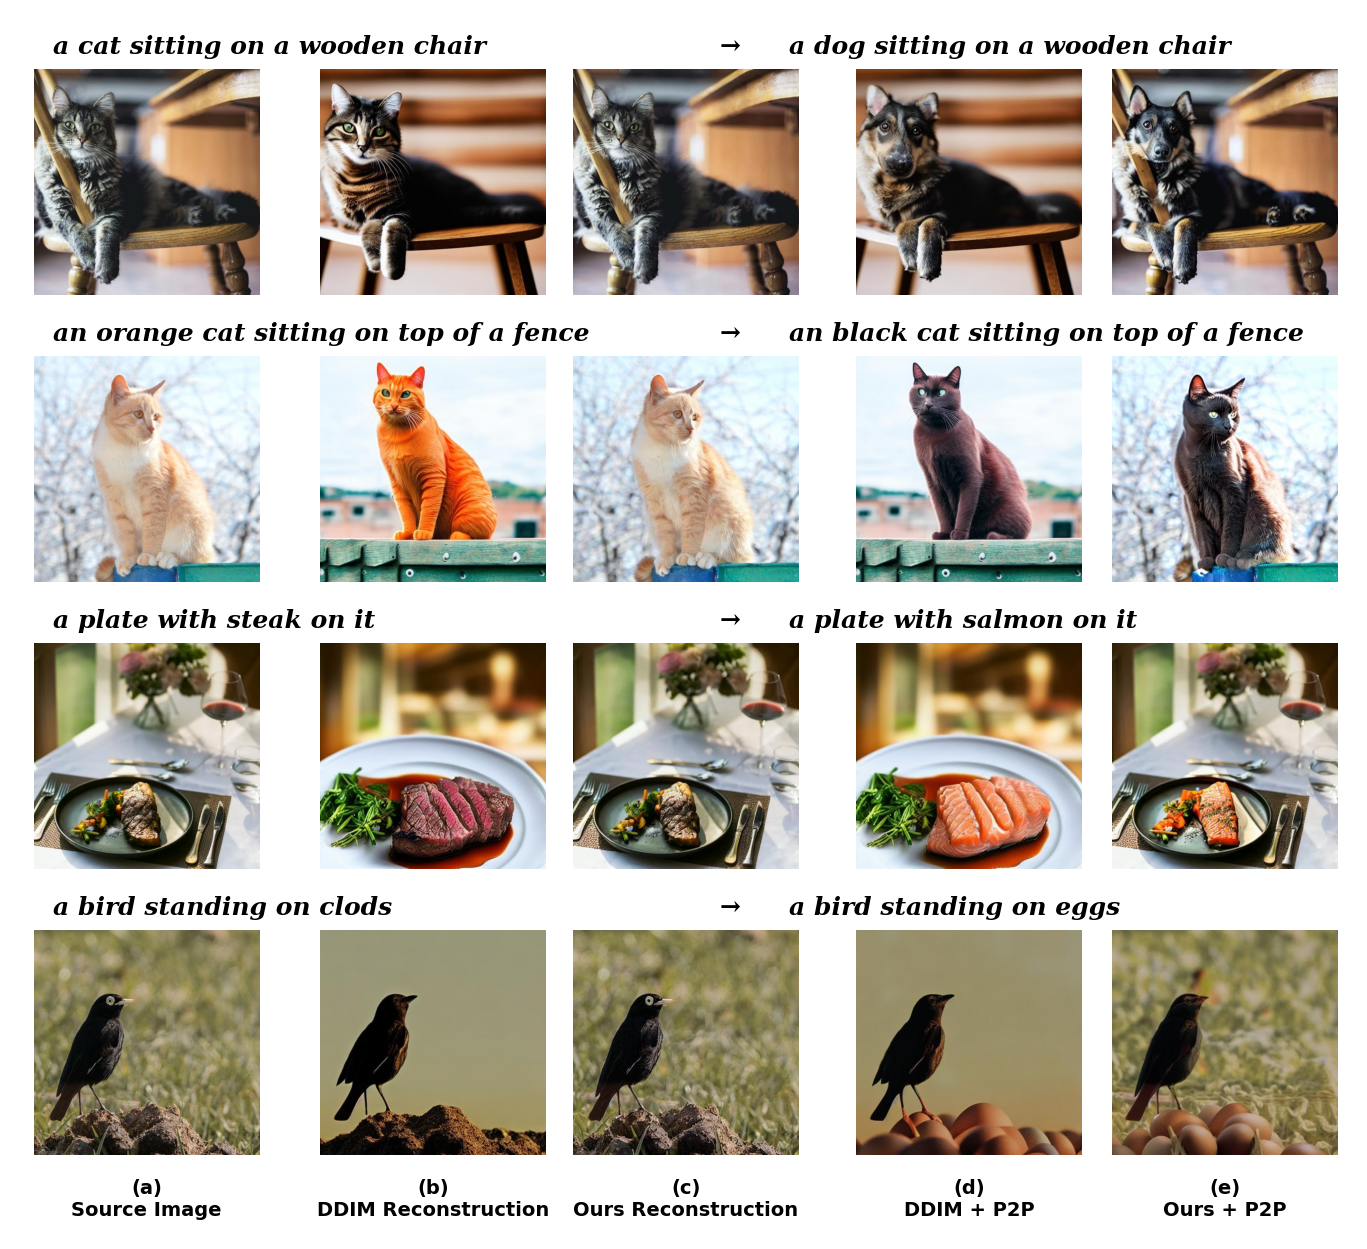 a cat sitting on a wooden chair → a dog sitting on a wooden chair
an orange cat sitting on top of a fence → an black cat sitting on top of a fence
a plate with steak on it → a plate with salmon on it
a bird standing on clods → a bird standing on eggs
(a) (b) (c) (d) (e)
Source Image DDIM Reconstruction Ours Reconstruction DDIM + P2P Ours + P2P